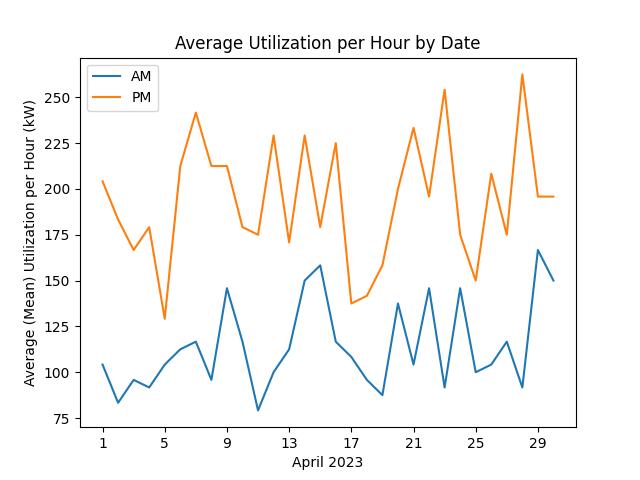 Average Utilization per Hour by Date
AM
PM
Average (Mean) Utilization per Hour (kW)
250
225
200
175
150
125
100
75
1 5 9 13 17 21 25 29
April 2023